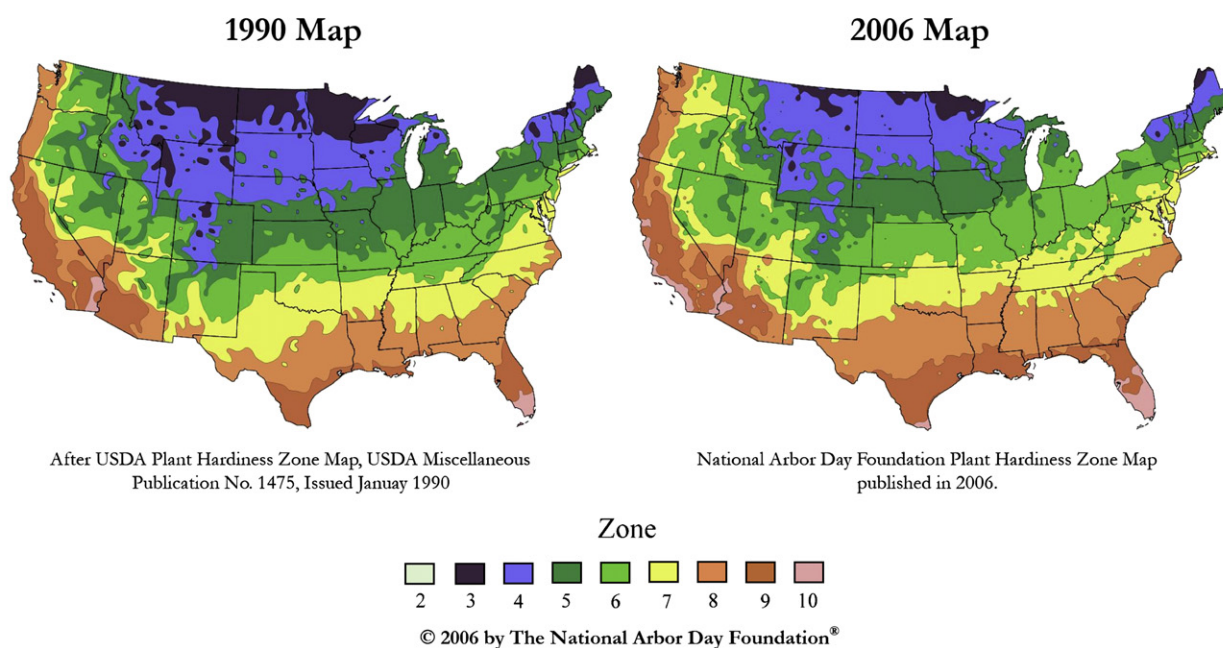 1990 Map
2006 Map
After USDA Plant Hardiness Zone Map, USDA Miscellaneous
Publication No. 1475, Issued Januay 1990
National Arbor Day Foundation Plant Hardiness Zone Map
published in 2006.
Zone
2 3 4 5 6 7 8 9 10
© 2006 by The National Arbor Day Foundation®